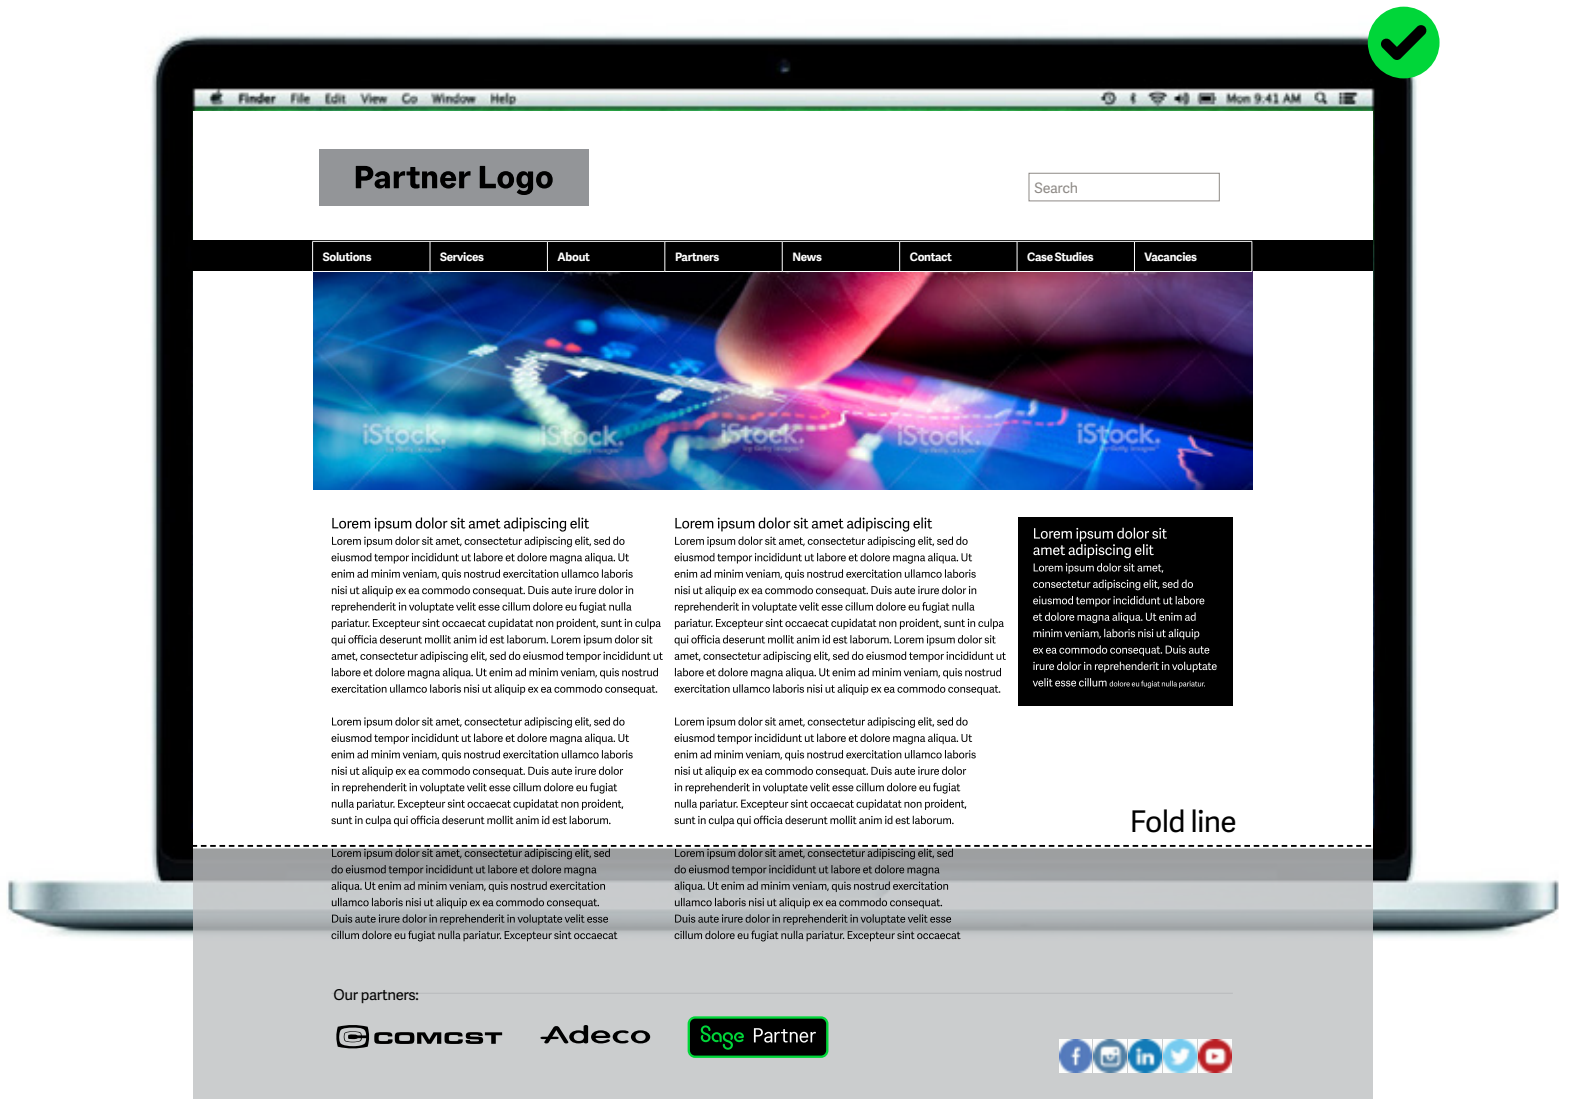 Finder File Edit View Co Window Help
Mon 9:41 AM
Partner Logo
Search
Solutions Services About Partners News Contact Case Studies Vacancies
iStock. iStock. iStock. iStock. iStock.
by Getty Images by Getty Images by Getty Images by Getty Images by Getty Images
Lorem ipsum dolor sit amet adipiscing elit
Lorem ipsum dolor sit amet, consectetur adipiscing elit, sed do
eiusmod tempor incididunt ut labore et dolore magna aliqua. Ut
enim ad minim veniam, quis nostrud exercitation ullamco laboris
nisi ut aliquip ex ea commodo consequat. Duis aute irure dolor in
reprehenderit in voluptate velit esse cillum dolore eu fugiat nulla
pariatur. Excepteur sint occaecat cupidatat non proident, sunt in culpa
qui officia deserunt mollit anim id est laborum. Lorem ipsum dolor sit
amet, consectetur adipiscing elit, sed do eiusmod tempor incididunt ut
labore et dolore magna aliqua. Ut enim ad minim veniam, quis nostrud
exercitation ullamco laboris nisi ut aliquip ex ea commodo consequat.
Lorem ipsum dolor sit amet, consectetur adipiscing elit, sed do
eiusmod tempor incididunt ut labore et dolore magna aliqua. Ut
enim ad minim veniam, quis nostrud exercitation ullamco laboris
nisi ut aliquip ex ea commodo consequat. Duis aute irure dolor
in reprehenderit in voluptate velit esse cillum dolore eu fugiat
nulla pariatur. Excepteur sint occaecat cupidatat non proident,
sunt in culpa qui officia deserunt mollit anim id est laborum.
Lorem ipsum dolor sit amet, consectetur adipiscing elit, sed
do eiusmod tempor incididunt ut labore et dolore magna
aliqua. Ut enim ad minim veniam, quis nostrud exercitation
ullamco laboris nisi ut aliquip ex ea commodo consequat.
Duis aute irure dolor in reprehenderit in voluptate velit esse
cillum dolore eu fugiat nulla pariatur. Excepteur sint occaecat
Lorem ipsum dolor sit amet adipiscing elit
Lorem ipsum dolor sit amet, consectetur adipiscing elit, sed do
eiusmod tempor incididunt ut labore et dolore magna aliqua. Ut
enim ad minim veniam, quis nostrud exercitation ullamco laboris
nisi ut aliquip ex ea commodo consequat. Duis aute irure dolor in
reprehenderit in voluptate velit esse cillum dolore eu fugiat nulla
pariatur. Excepteur sint occaecat cupidatat non proident, sunt in culpa
qui officia deserunt mollit anim id est laborum. Lorem ipsum dolor sit
amet, consectetur adipiscing elit, sed do eiusmod tempor incididunt ut
labore et dolore magna aliqua. Ut enim ad minim veniam, quis nostrud
exercitation ullamco laboris nisi ut aliquip ex ea commodo consequat.
Lorem ipsum dolor sit amet, consectetur adipiscing elit, sed do
eiusmod tempor incididunt ut labore et dolore magna aliqua. Ut
enim ad minim veniam, quis nostrud exercitation ullamco laboris
nisi ut aliquip ex ea commodo consequat. Duis aute irure dolor
in reprehenderit in voluptate velit esse cillum dolore eu fugiat
nulla pariatur. Excepteur sint occaecat cupidatat non proident,
sunt in culpa qui officia deserunt mollit anim id est laborum.
Lorem ipsum dolor sit amet, consectetur adipiscing elit, sed
do eiusmod tempor incididunt ut labore et dolore magna
aliqua. Ut enim ad minim veniam, quis nostrud exercitation
ullamco laboris nisi ut aliquip ex ea commodo consequat.
Duis aute irure dolor in reprehenderit in voluptate velit esse
cillum dolore eu fugiat nulla pariatur. Excepteur sint occaecat
Lorem ipsum dolor sit
amet adipiscing elit
Lorem ipsum dolor sit amet,
consectetur adipiscing elit, sed do
eiusmod tempor incididunt ut labore
et dolore magna aliqua. Ut enim ad
minim veniam, laboris nisi ut aliquip
ex ea commodo consequat. Duis aute
irure dolor in reprehenderit in voluptate
velit esse cillum dolore eu fugiat nulla pariatur.
Fold line
Our partners:
COMCST Adeco Sage Partner
f in